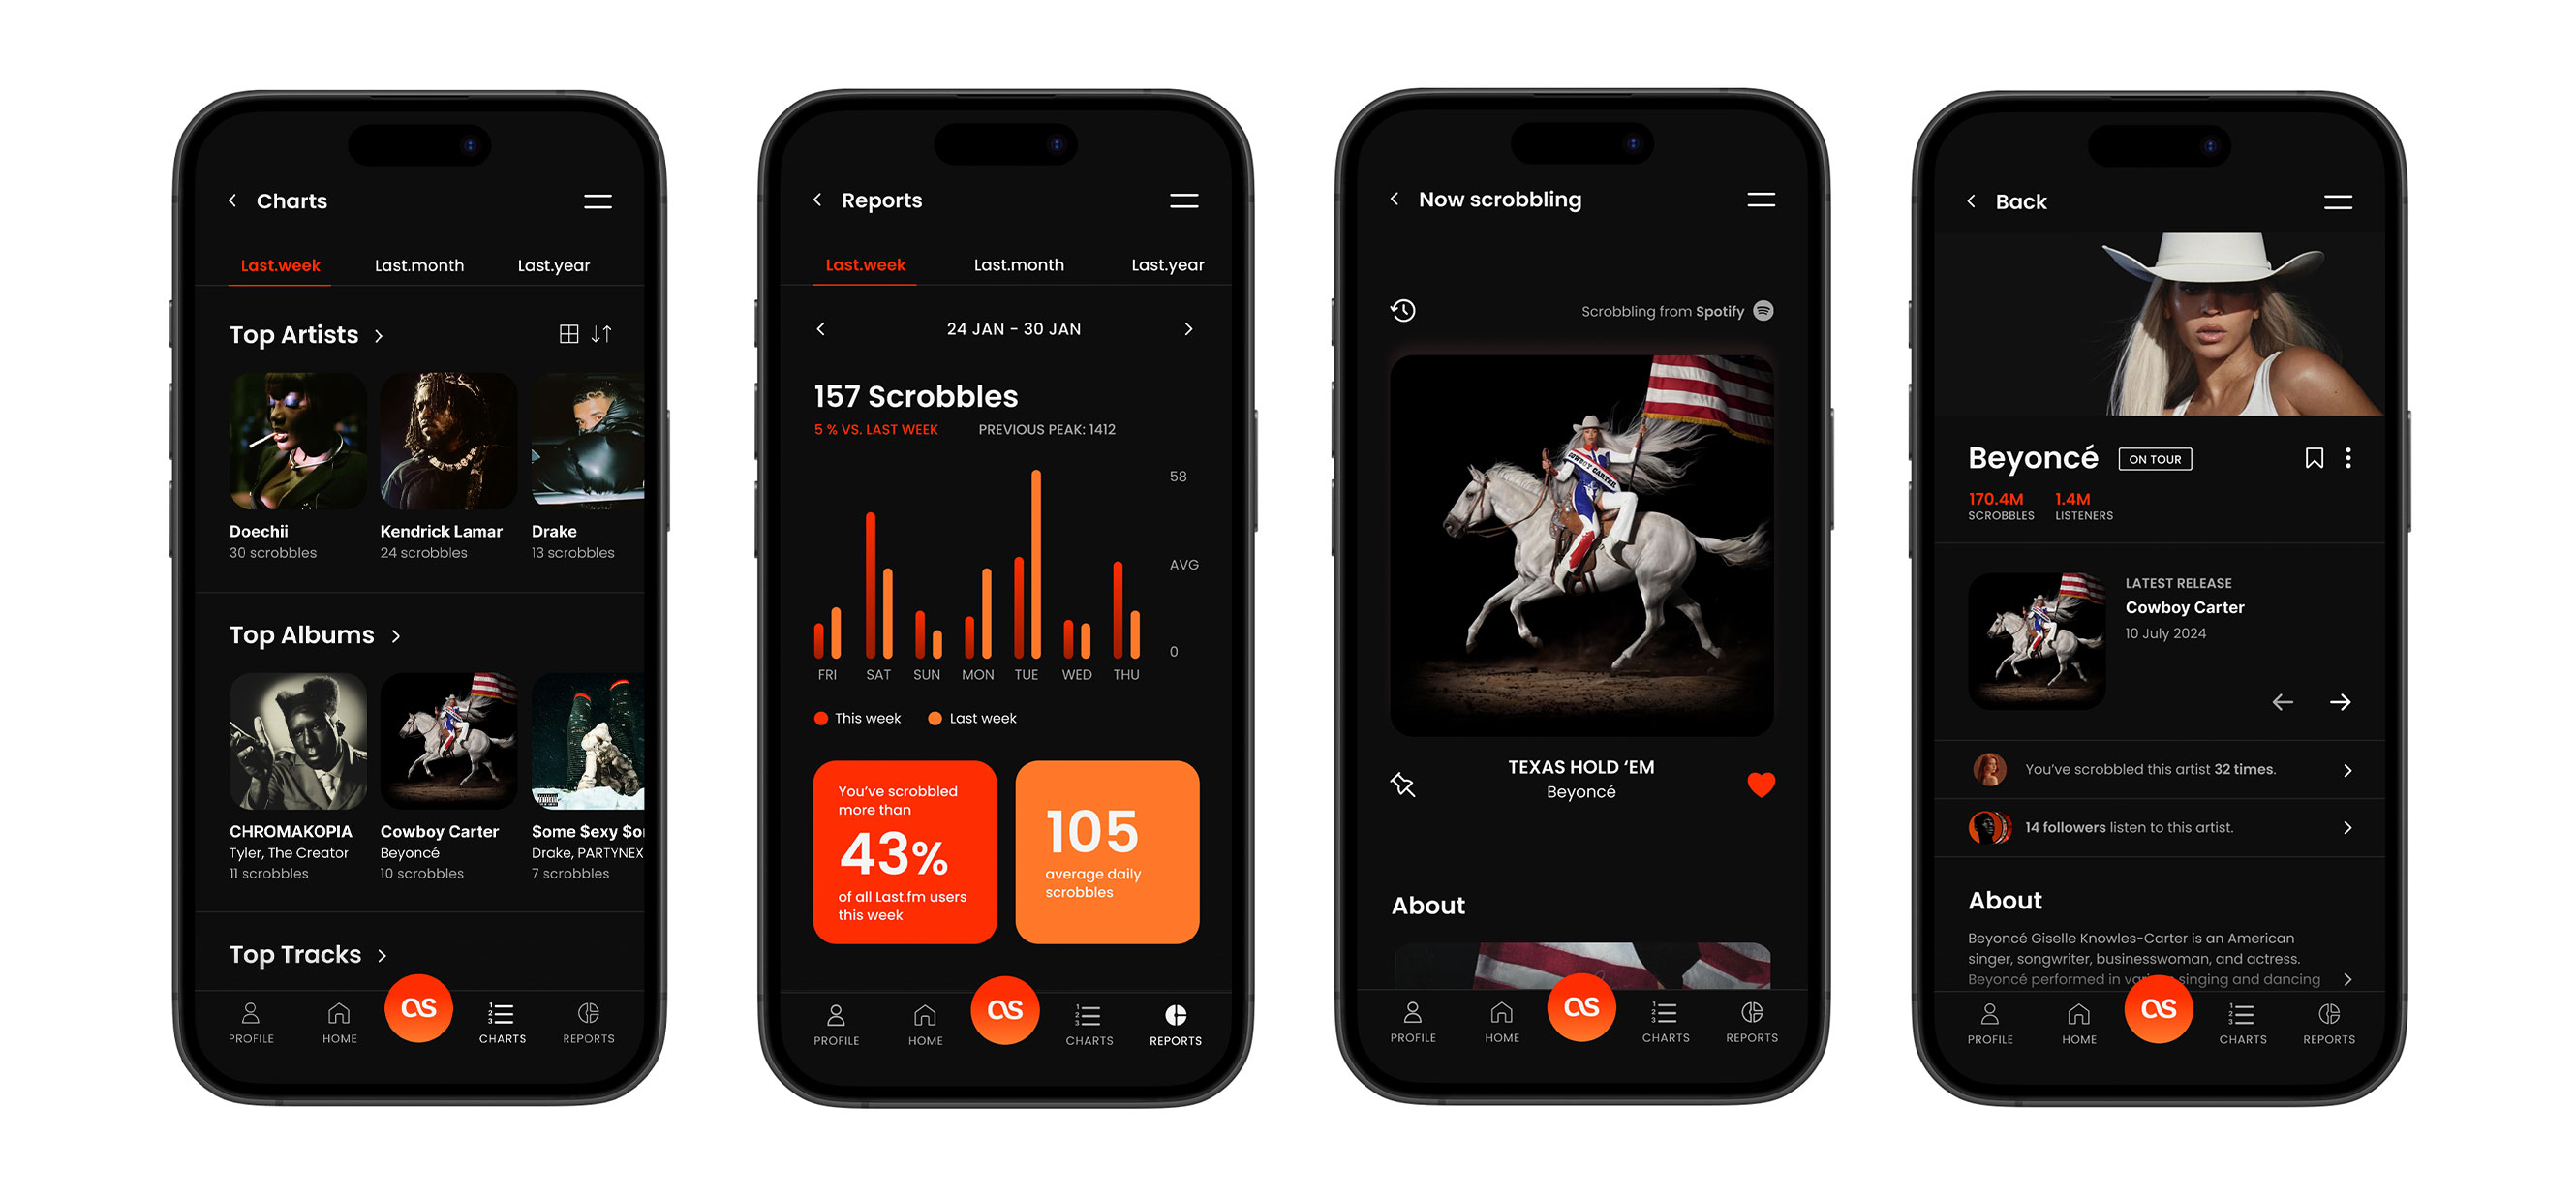 Charts
Last.week Last.month Last.year
Top Artists
Doechii Kendrick Lamar Drake
30 scrobbles 24 scrobbles 13 scrobbles
Top Albums
CHROMAKOPIA Cowboy Carter $ome $exy $o
Tyler, The Creator Beyoncé Drake, PARTYNEX
11 scrobbles 10 scrobbles 7 scrobbles
Top Tracks
as
PROFILE HOME CHARTS REPORTS
Reports
Last.week Last.month Last.year
24 JAN - 30 JAN
157 Scrobbles
5 % VS. LAST WEEK PREVIOUS PEAK: 1412
58
AVG
0
FRI SAT SUN MON TUE WED THU
This week Last week
You've scrobbled
more than
43%
of all Last.fm users
this week
105
average daily
scrobbles
as
PROFILE HOME CHARTS REPORTS
Now scrobbling
Scrobbling from Spotify
COWBOY CARTER
TEXAS HOLD ‘EM
Beyoncé
About
as
PROFILE HOME CHARTS REPORTS
Back
Beyoncé ON TOUR
170.4M 1.4M
SCROBBLES LISTENERS
LATEST RELEASE
Cowboy Carter
10 July 2024
You've scrobbled this artist 32 times.
14 followers listen to this artist.
About
Beyoncé Giselle Knowles-Carter is an American
singer, songwriter, businesswoman, and actress.
Beyoncé performed in singing and dancing
as
PROFILE HOME CHARTS REPORTS